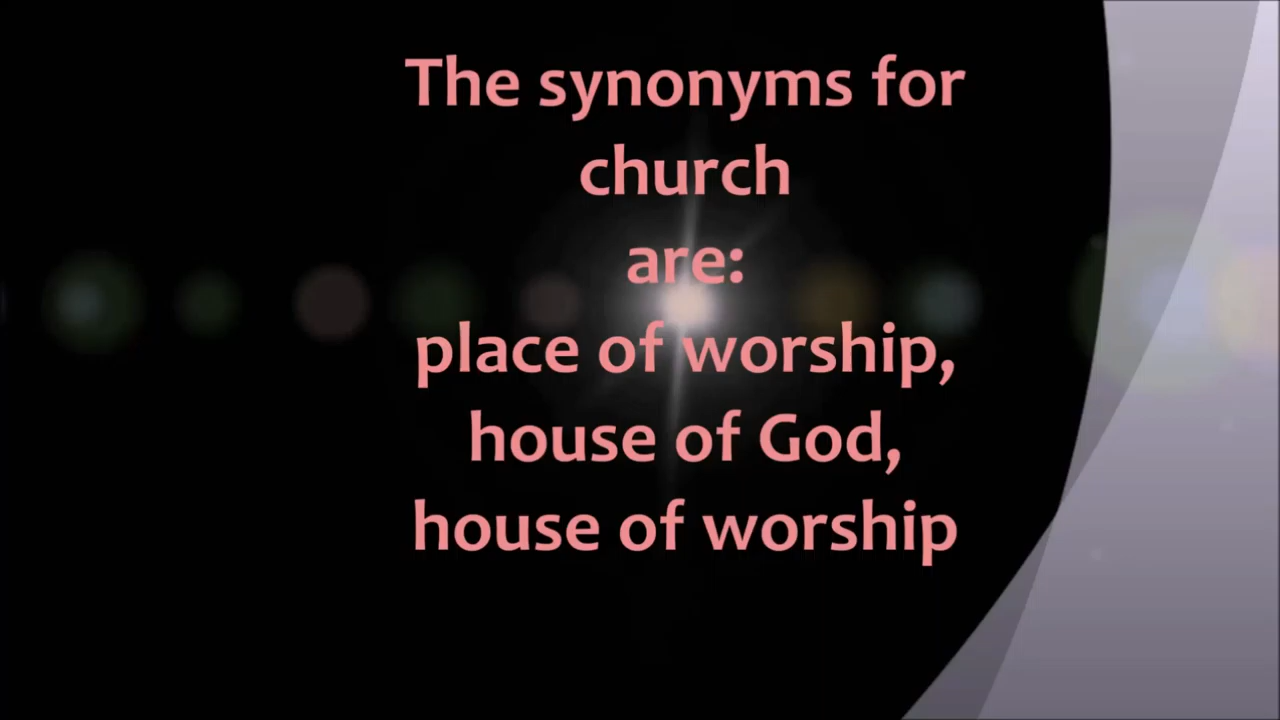 The synonyms for
church
are:
place of worship,
house of God,
house of worship